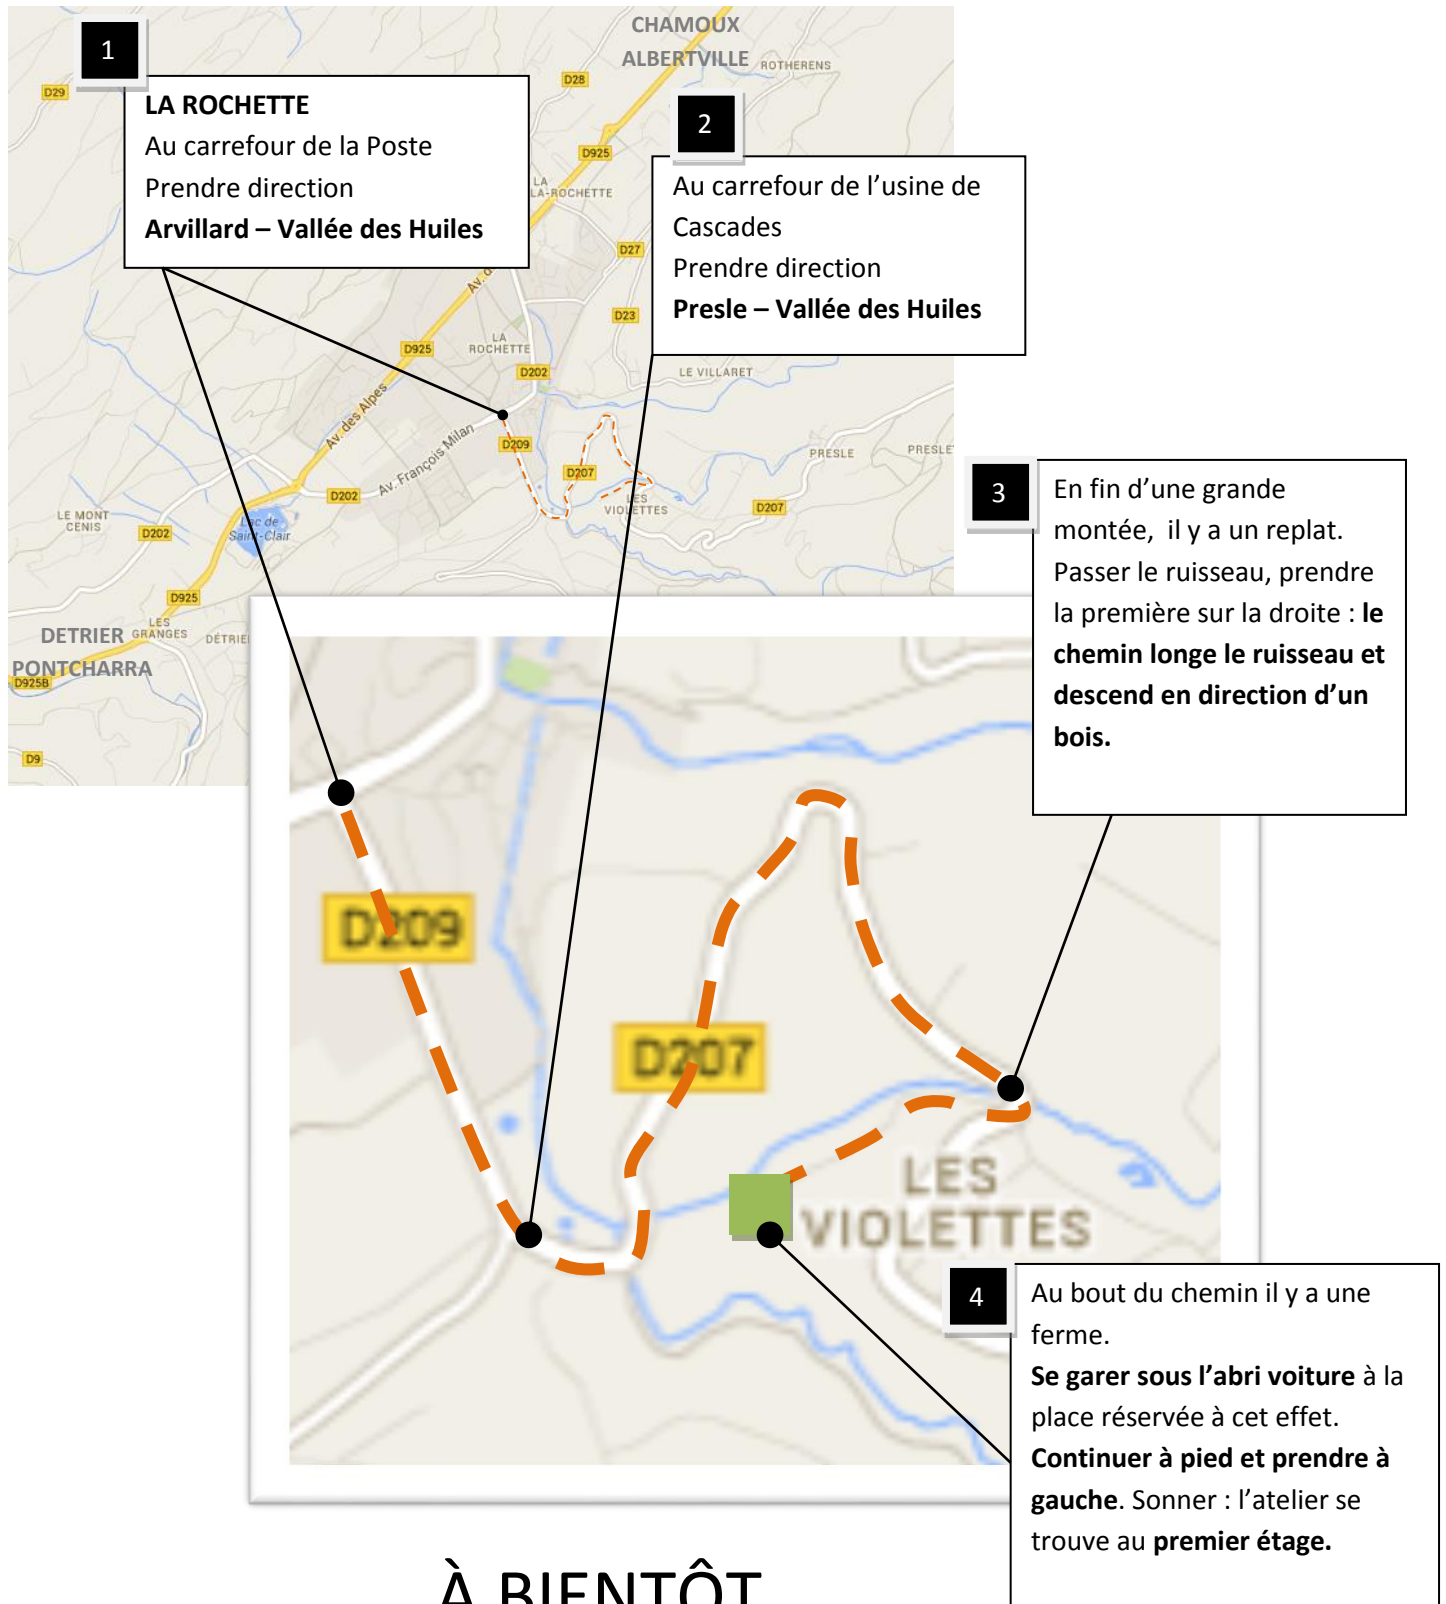 CHAMOUX
ALBERTVILLE
ROTHERENS
1
D29
D28
LA ROCHETTE
Au carrefour de la Poste
Prendre direction
Arvillard – Vallée des Huiles
2
D925
LA
LA-ROCHETTE
Au carrefour de l’usine de
Cascades
Prendre direction
Presle – Vallée des Huiles
D27
D23
Av. d
D925
LA
ROCHETTE
D202
LE VILLARET
Av. des Alpes
Av. François Milan
D209
D207
PRESLE
PRESLE
LES
VIOLETTES
D202
D207
LE MONT
CENIS
D202
Lac de
Saint-Clair
D925
LES
GRANGES
DETRIER
PONTCHARRA
DÉTRIE
D925B
D9
3
En fin d’une grande
montée, il y a un replat.
Passer le ruisseau, prendre
la première sur la droite : le
chemin longe le ruisseau et
descend en direction d’un
bois.
D209
D207
LES
VIOLETTES
4
Au bout du chemin il y a une
ferme.
Se garer sous l’abri voiture à la
place réservée à cet effet.
Continuer à pied et prendre à
gauche. Sonner : l’atelier se
trouve au premier étage.
À BIENTÔT